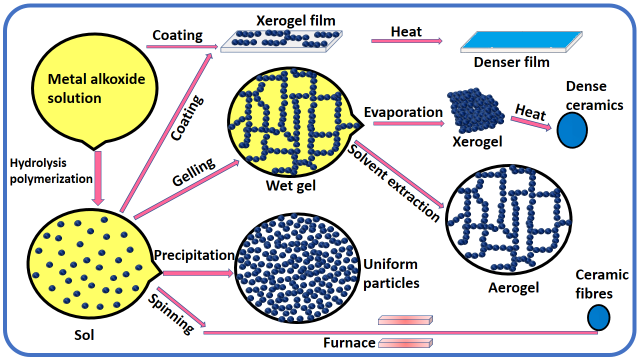 Coating
Xerogel film
Heat
Denser film
Metal alkoxide
solution
Coating
Evaporation
Xerogel
Heat
Dense
ceramics
Hydrolysis
polymerization
Gelling
Wet gel
Solvent extraction
Aerogel
Sol
Precipitation
Uniform
particles
Spinning
Furnace
Ceramic
fibres